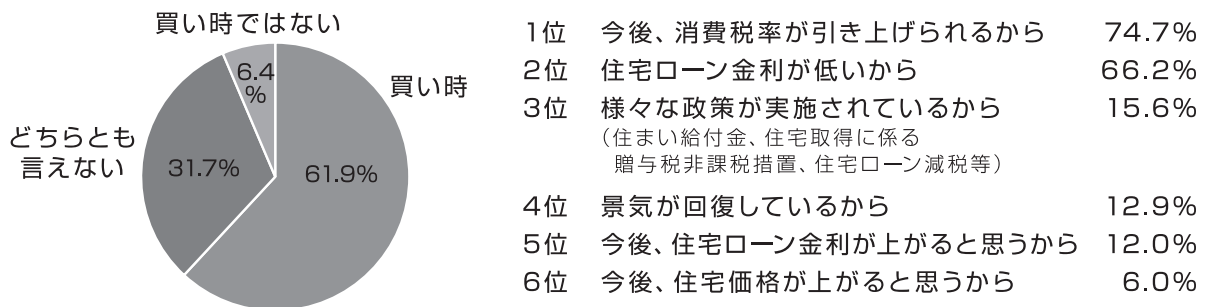 買い時ではない
6.4
%
買い時
どちらとも
言えない
31.7%
61.9%
1位 今後、消費税率が引き上げられるから 74.7%
2位 住宅ローン金利が低いから 66.2%
3位 様々な政策が実施されているから 15.6%
(住まい給付金、住宅取得に係る
贈与税非課税措置、住宅ローン減税等)
4位 景気が回復しているから 12.9%
5位 今後、住宅ローン金利が上がると思うから 12.0%
6位 今後、住宅価格が上がると思うから 6.0%